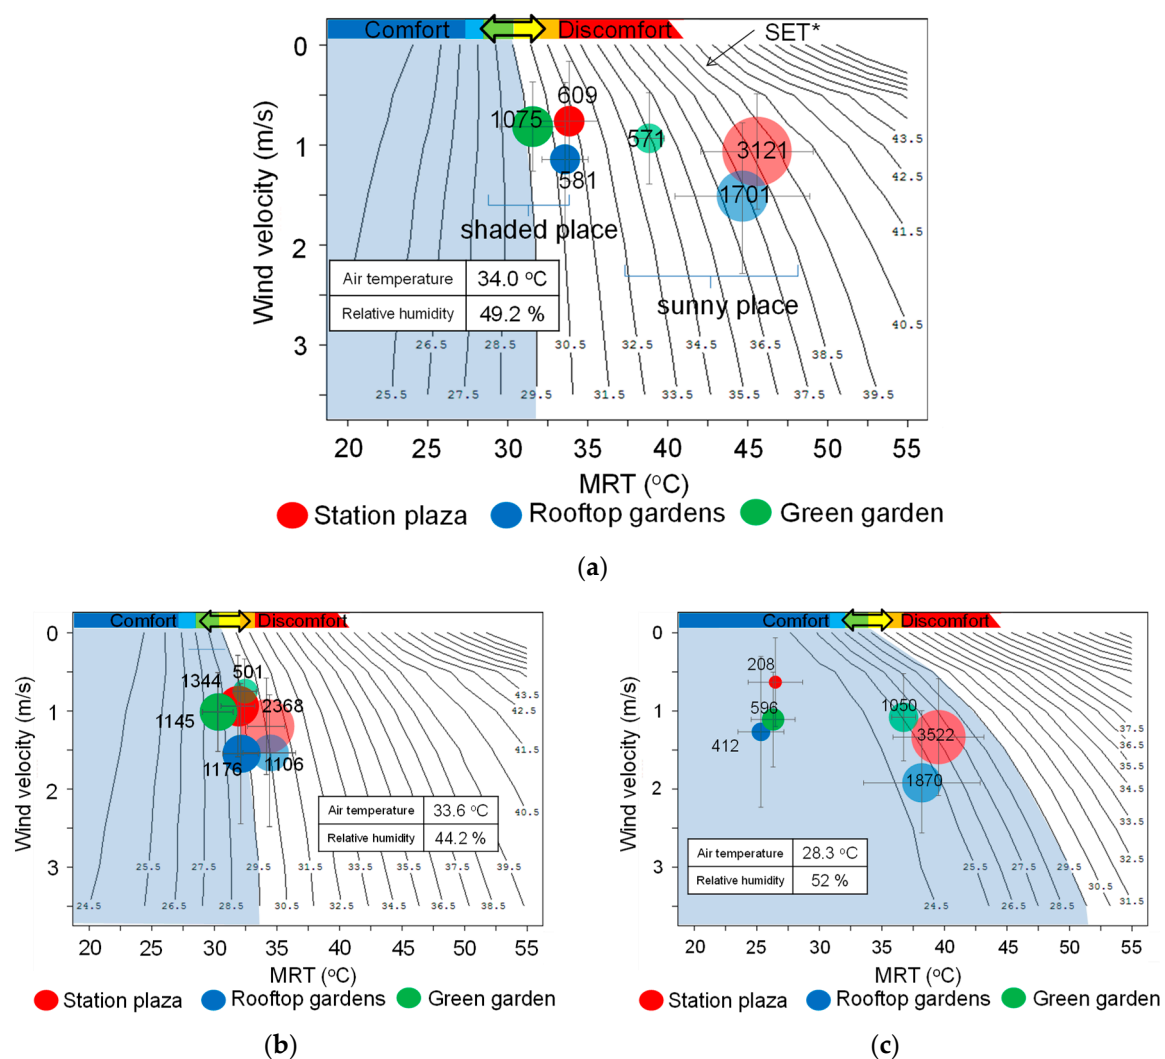 Comfort Discomfort
SET*
0
1
2
3
Wind velocity (m/s)
609
1075
571
3121
581
1701
shaded place
sunny place
Air temperature 34.0 °C
Relative humidity 49.2 %
43.5
42.5
41.5
40.5
26.5 28.5 30.5 32.5 34.5 36.5 38.5
25.5 27.5 29.5 31.5 33.5 35.5 37.5 39.5
20 25 30 35 40 45 50 55
MRT (°C)
Station plaza Rooftop gardens Green garden
(a)
Comfort Discomfort
0
1
2
3
Wind velocity (m/s)
501
1344
2368
1145
1176
1106
Air temperature 33.6 °C
Relative humidity 44.2 %
43.5
42.5
41.5
40.5
25.5 27.5 29.5 31.5 33.5 35.5 37.5 39.5
24.5 26.5 28.5 30.5 32.5 34.5 36.5 38.5
20 25 30 35 40 45 50 55
MRT (°C)
Station plaza Rooftop gardens Green garden
(b)
Comfort Discomfort
0
1
2
3
Wind velocity (m/s)
208
596
412
1050
3522
1870
Air temperature 28.3 °C
Relative humidity 52 %
37.5
36.5
35.5
34.5
33.5
32.5
31.5
30.5
25.5 27.5 29.5
24.5 26.5 28.5
20 25 30 35 40 45 50 55
MRT (°C)
Station plaza Rooftop gardens Green garden
(c)